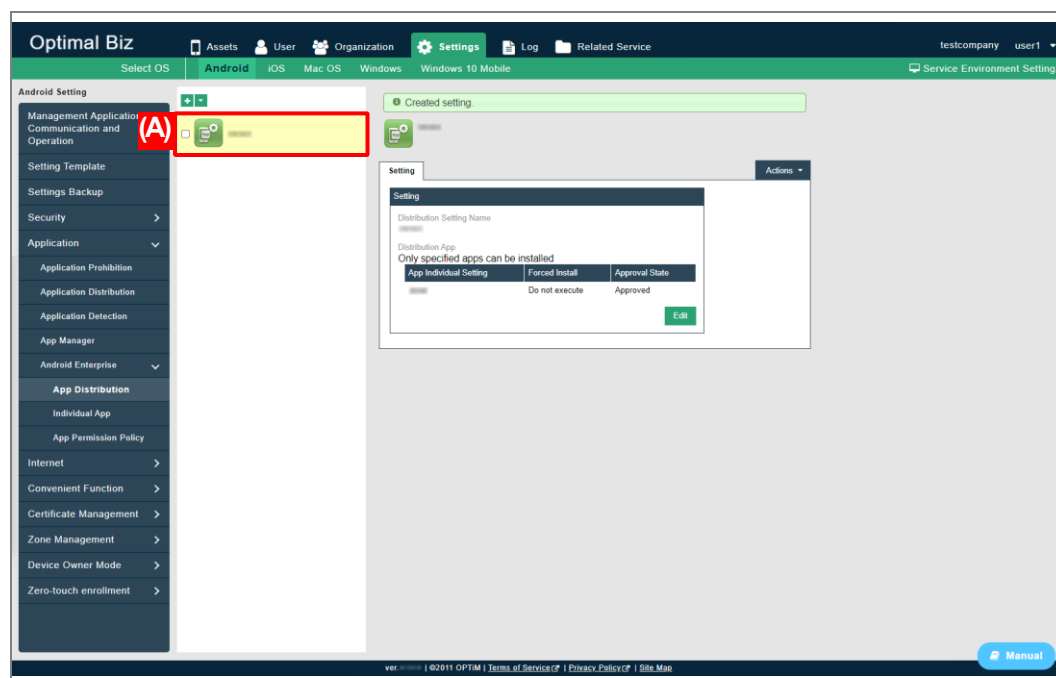 Optimal Biz
Assets User Organization Settings Log Related Service
testcompany user1
Select OS Android iOS Mac OS Windows Windows 10 Mobile
Service Environment Setting
Android Setting
Management Application
Communication and
Operation
Setting Template
Settings Backup
Security
Application
Application Prohibition
Application Distribution
Application Detection
App Manager
Android Enterprise
App Distribution
Individual App
App Permission Policy
Internet
Convenient Function
Certificate Management
Zone Management
Device Owner Mode
Zero-touch enrollment
(A)
Created setting.
Setting
Actions
Setting
Distribution Setting Name
Distribution App
Only specified apps can be installed
App Individual Setting Forced Install Approval State
Do not execute Approved
Edit
Manual
ver. | ©2011 OPTiM | Terms of Service | Privacy Policy | Site Map